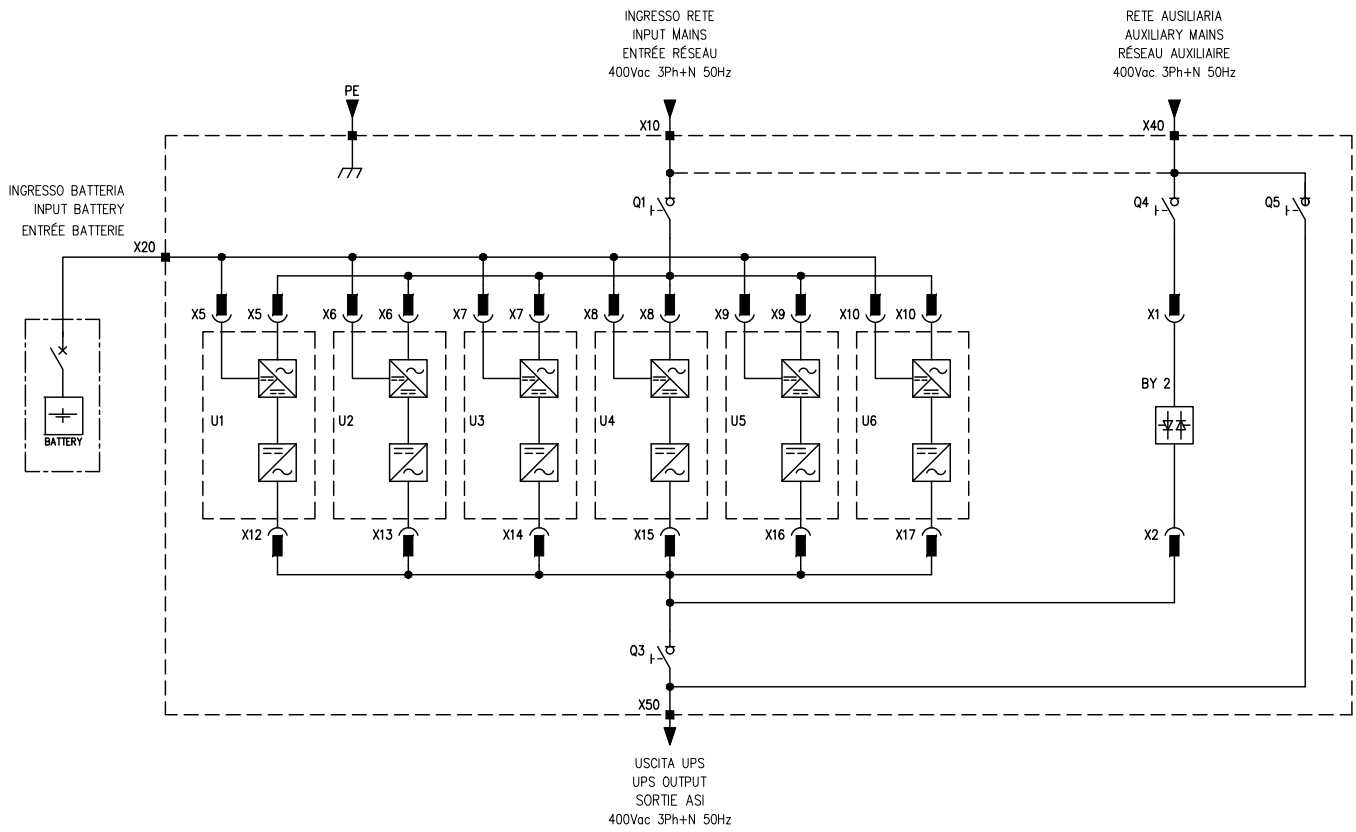 INGRESSO RETE
INPUT MAINS
ENTRÉE RÉSEAU
400Vac 3Ph+N 50Hz
RETE AUSILIARIA
AUXILIARY MAINS
RÉSEAU AUXILIAIRE
400Vac 3Ph+N 50Hz
PE
X10
X40
INGRESSO BATTERIA
INPUT BATTERY
ENTRÉE BATTERIE
Q1
Q4
Q5
X20
X5
X5
X6
X6
X7
X7
X8
X8
X9
X9
X10
X10
X1
BY 2
U1
U2
U3
U4
U5
U6
BATTERY
X12
X13
X14
X15
X16
X17
X2
Q3
X50
USCITA UPS
UPS OUTPUT
SORTIE ASI
400Vac 3Ph+N 50Hz